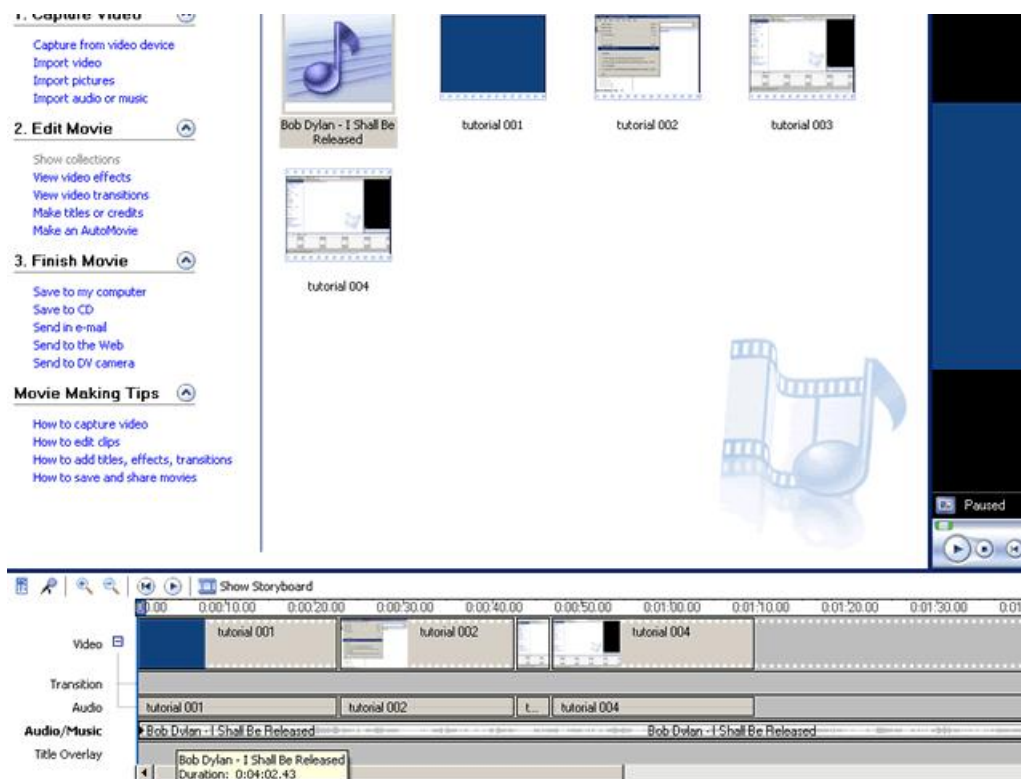 1. Capture Video
Capture from video device
Import video
Import pictures
Import audio or music
2. Edit Movie
Show collections
View video effects
View video transitions
Make titles or credits
Make an AutoMovie
3. Finish Movie
Save to my computer
Save to CD
Send in e-mail
Send to the Web
Send to DV camera
Movie Making Tips
How to capture video
How to edit clips
How to add titles, effects, transitions
How to save and share movies
Bob Dylan - I Shall Be
Released
tutorial 001
tutorial 002
tutorial 003
tutorial 004
Paused
Show Storyboard
0:00:10.00 0:00:20.00 0:00:30.00 0:00:40.00 0:00:50.00 0:01:00.00 0:01:10.00 0:01:20.00 0:01:30.00
Video tutorial 001 tutorial 002 tutorial 004
Transition
Audio tutorial 001 tutorial 002 t... tutorial 004
Audio/Music Bob Dylan - I Shall Be Released Bob Dylan - I Shall Be Released
Title Overlay
Bob Dylan - I Shall Be Released
Duration: 0:04:02.43